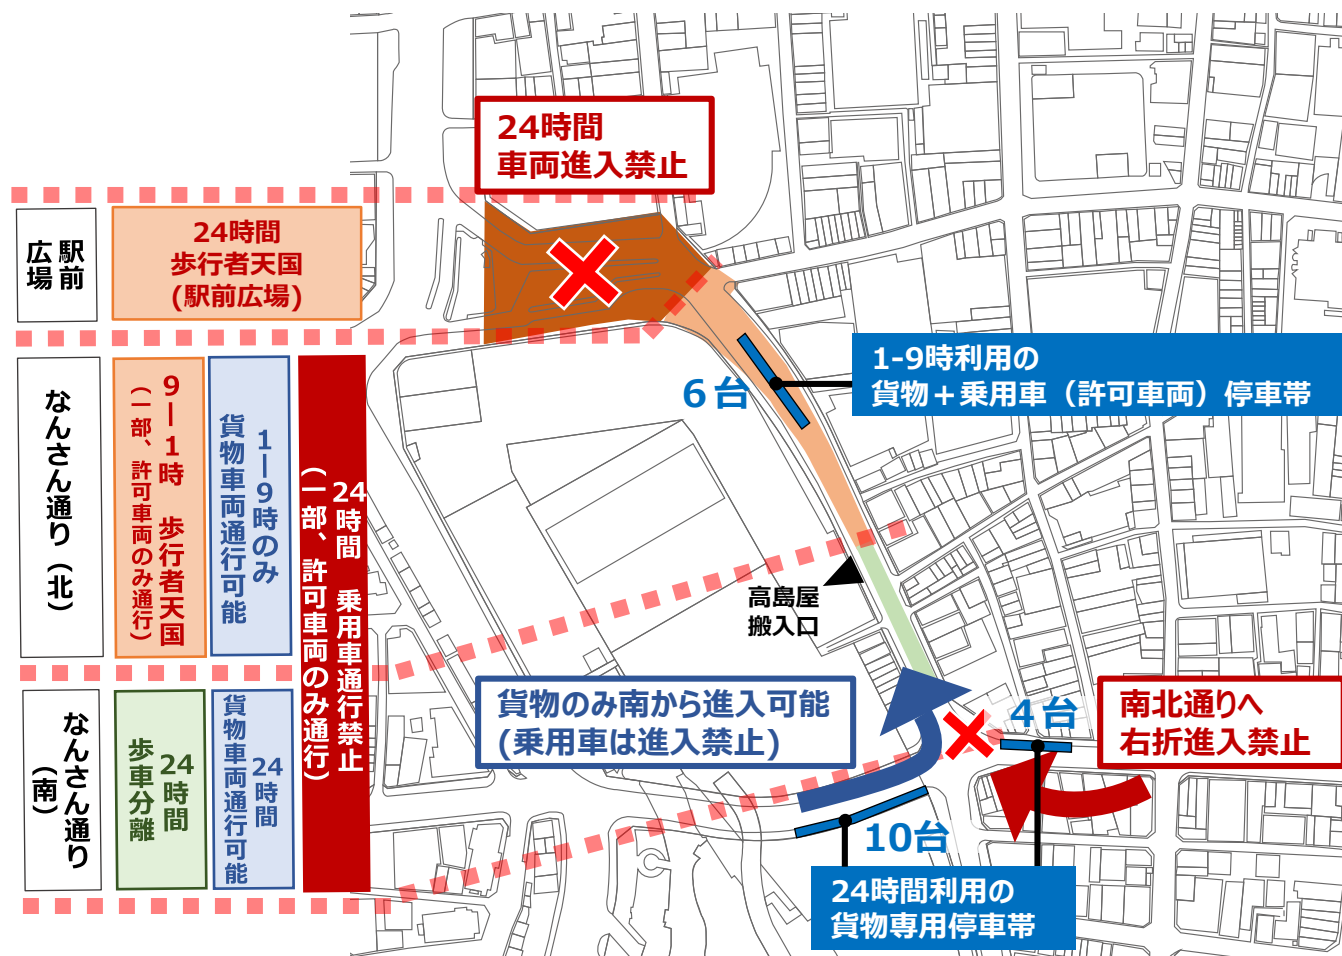 24時間
車両進入禁止
駅前
広場
24時間
歩行者天国
(駅前広場)
なんさん通り（北）
9ー1時　歩行者天国
（一部、許可車両のみ通行）
1ー9時のみ
貨物車両通行可能
24時間　乗用車通行禁止
（一部、許可車両のみ通行）
6台
1-9時利用の
貨物＋乗用車（許可車両）停車帯
高島屋
搬入口
なんさん通り
（南）
24時間
歩車分離
24時間
貨物車両通行可能
貨物のみ南から進入可能
(乗用車は進入禁止)
4台
南北通りへ
右折進入禁止
10台
24時間利用の
貨物専用停車帯